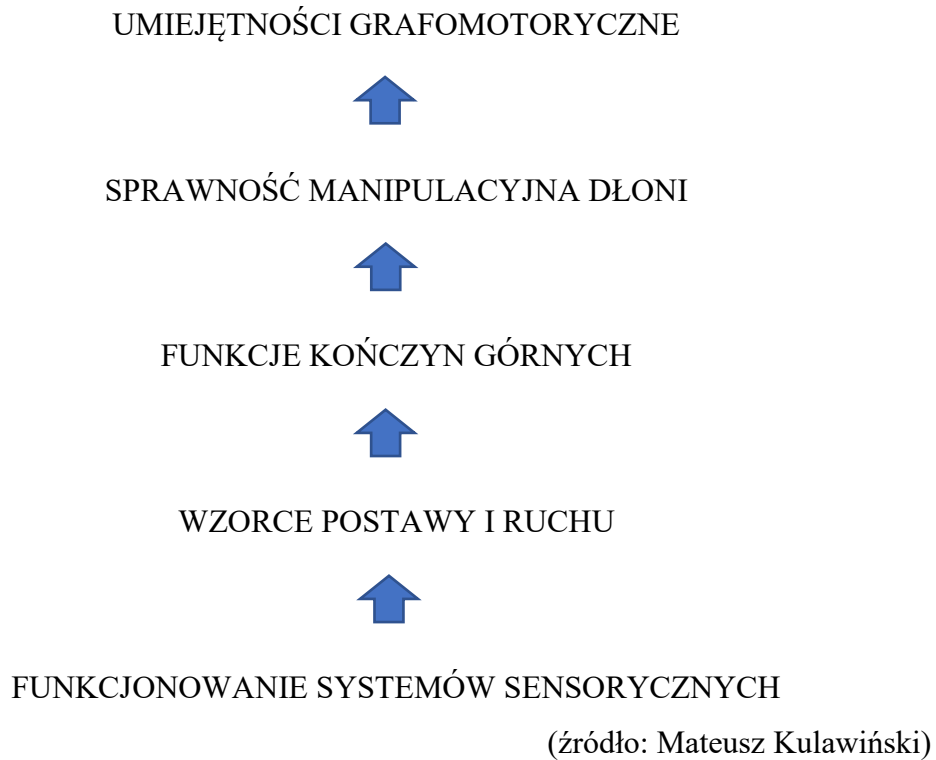 UMIEJĘTNOŚCI GRAFOMOTORYCZNE
SPRAWNOŚĆ MANIPULACYJNA DŁONI
FUNKCJE KOŃCZYN GÓRNYCH
WZORCE POSTAWY I RUCHU
FUNKCJONOWANIE SYSTEMÓW SENSORYCZNYCH
(źródło: Mateusz Kulawiński)